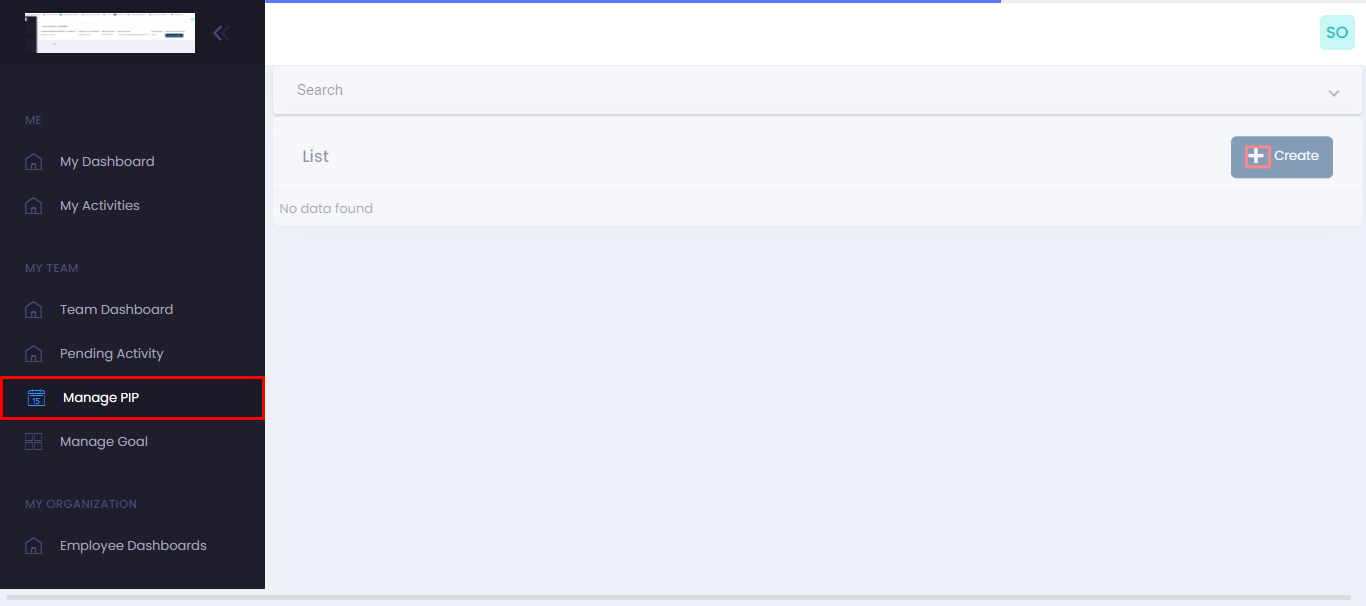 SO
ME
My Dashboard
My Activities
MY TEAM
Team Dashboard
Pending Activity
15 Manage PIP
Manage Goal
MY ORGANIZATION
Employee Dashboards
Search
List
Create
No data found